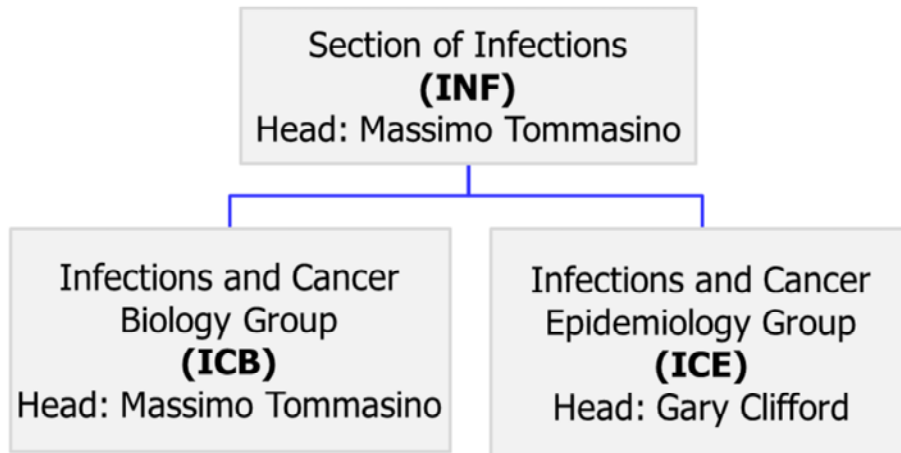 Section of Infections
(INF)
Head: Massimo Tommasino
Infections and Cancer
Biology Group
(ICB)
Head: Massimo Tommasino
Infections and Cancer
Epidemiology Group
(ICE)
Head: Gary Clifford